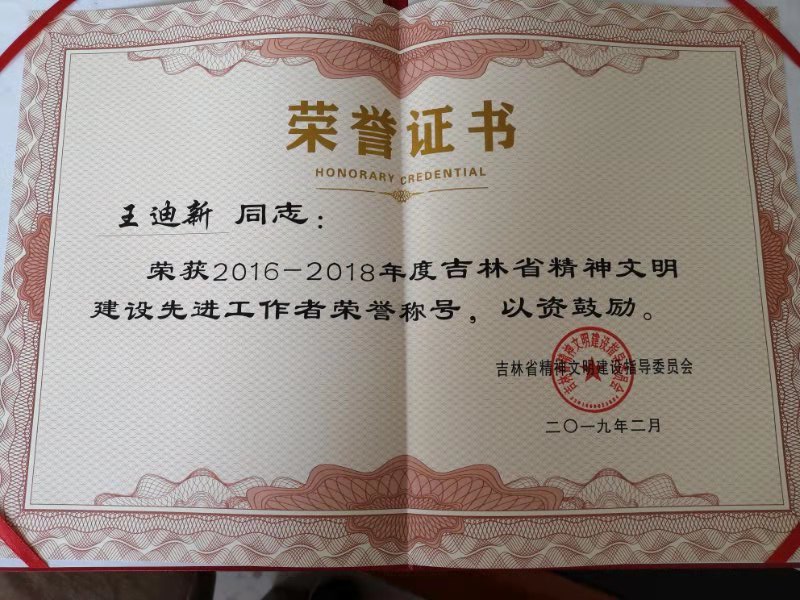 荣誉证书
HONORARY CREDENTIAL
王迪新 同志：
荣获2016-2018年度吉林省精神文明
建设先进工作者荣誉称号，以资鼓励。
吉林省精神文明建设指导委员会
二〇一九年二月